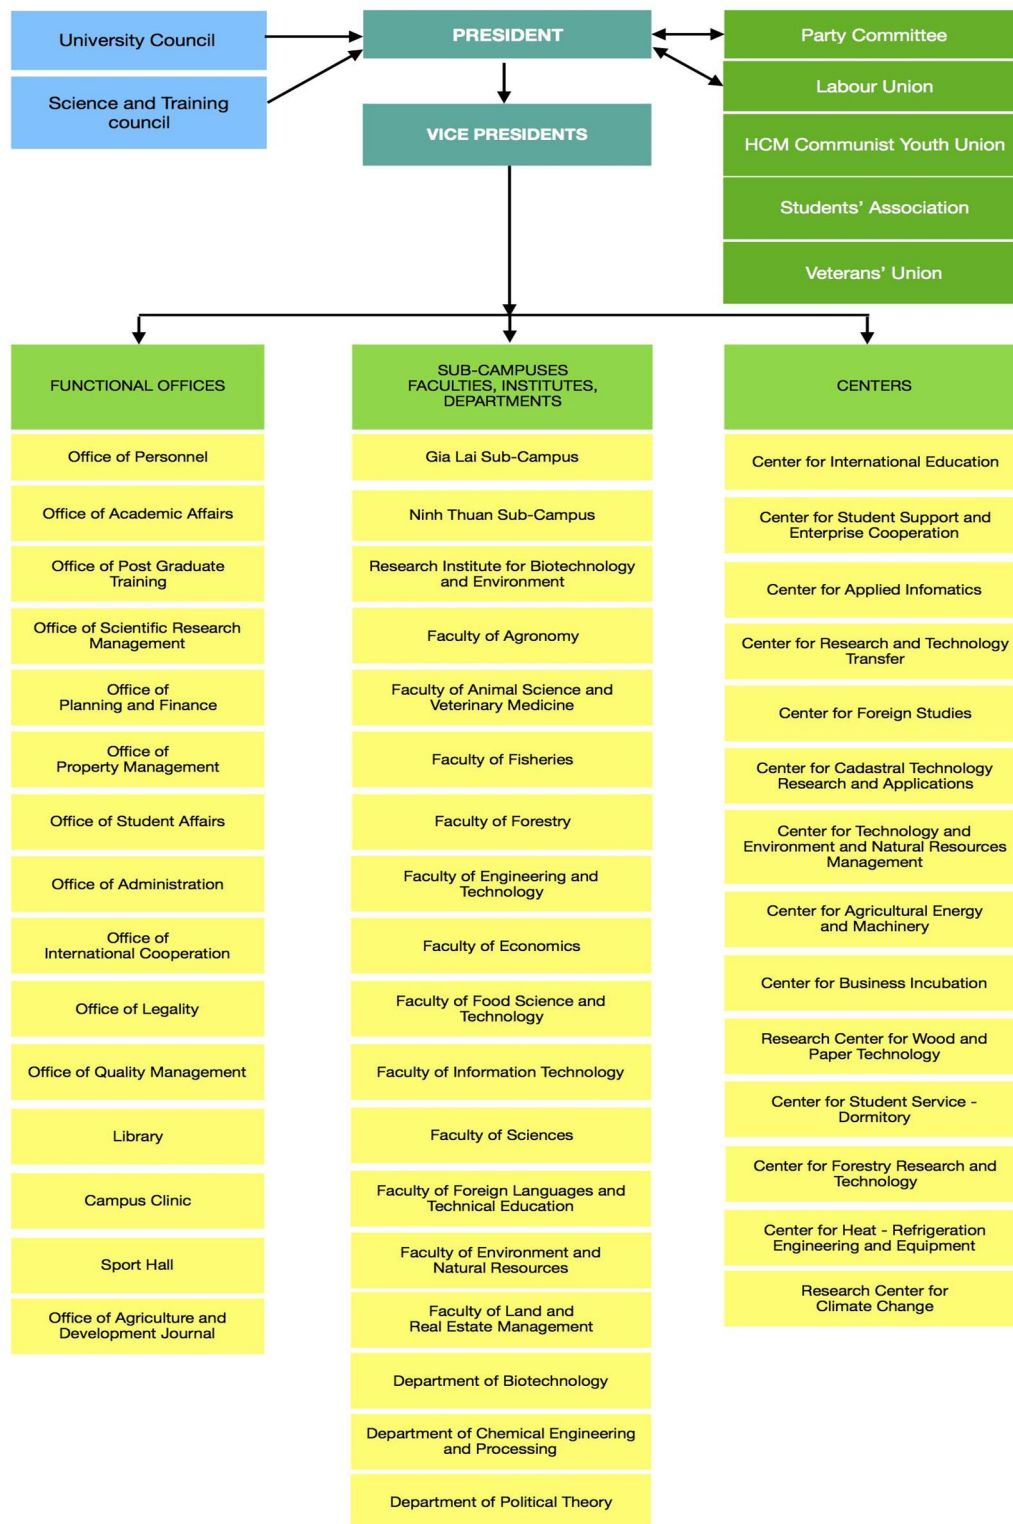 University Council
PRESIDENT
Party Committee
Science and Training
council
Labour Union
VICE PRESIDENTS
HCM Communist Youth Union
Students’ Association
Veterans’ Union
FUNCTIONAL OFFICES
Office of Personnel
Office of Academic Affairs
Office of Post Graduate
Training
Office of Scientific Research
Management
Office of
Planning and Finance
Office of
Property Management
Office of Student Affairs
Office of Administration
Office of
International Cooperation
Office of Legality
Office of Quality Management
Library
Campus Clinic
Sport Hall
Office of Agriculture and
Development Journal
SUB-CAMPUSES
FACULTIES, INSTITUTES,
DEPARTMENTS
Gia Lai Sub-Campus
Ninh Thuan Sub-Campus
Research Institute for Biotechnology
and Environment
Faculty of Agronomy
Faculty of Animal Science and
Veterinary Medicine
Faculty of Fisheries
Faculty of Forestry
Faculty of Engineering and
Technology
Faculty of Economics
Faculty of Food Science and
Technology
Faculty of Information Technology
Faculty of Sciences
Faculty of Foreign Languages and
Technical Education
Faculty of Environment and
Natural Resources
Faculty of Land and
Real Estate Management
Department of Biotechnology
Department of Chemical Engineering
and Processing
Department of Political Theory
CENTERS
Center for International Education
Center for Student Support and
Enterprise Cooperation
Center for Applied Infomatics
Center for Research and Technology
Transfer
Center for Foreign Studies
Center for Cadastral Technology
Research and Applications
Center for Technology and
Environment and Natural Resources
Management
Center for Agricultural Energy
and Machinery
Center for Business Incubation
Research Center for Wood and
Paper Technology
Center for Student Service -
Dormitory
Center for Forestry Research and
Technology
Center for Heat - Refrigeration
Engineering and Equipment
Research Center for
Climate Change